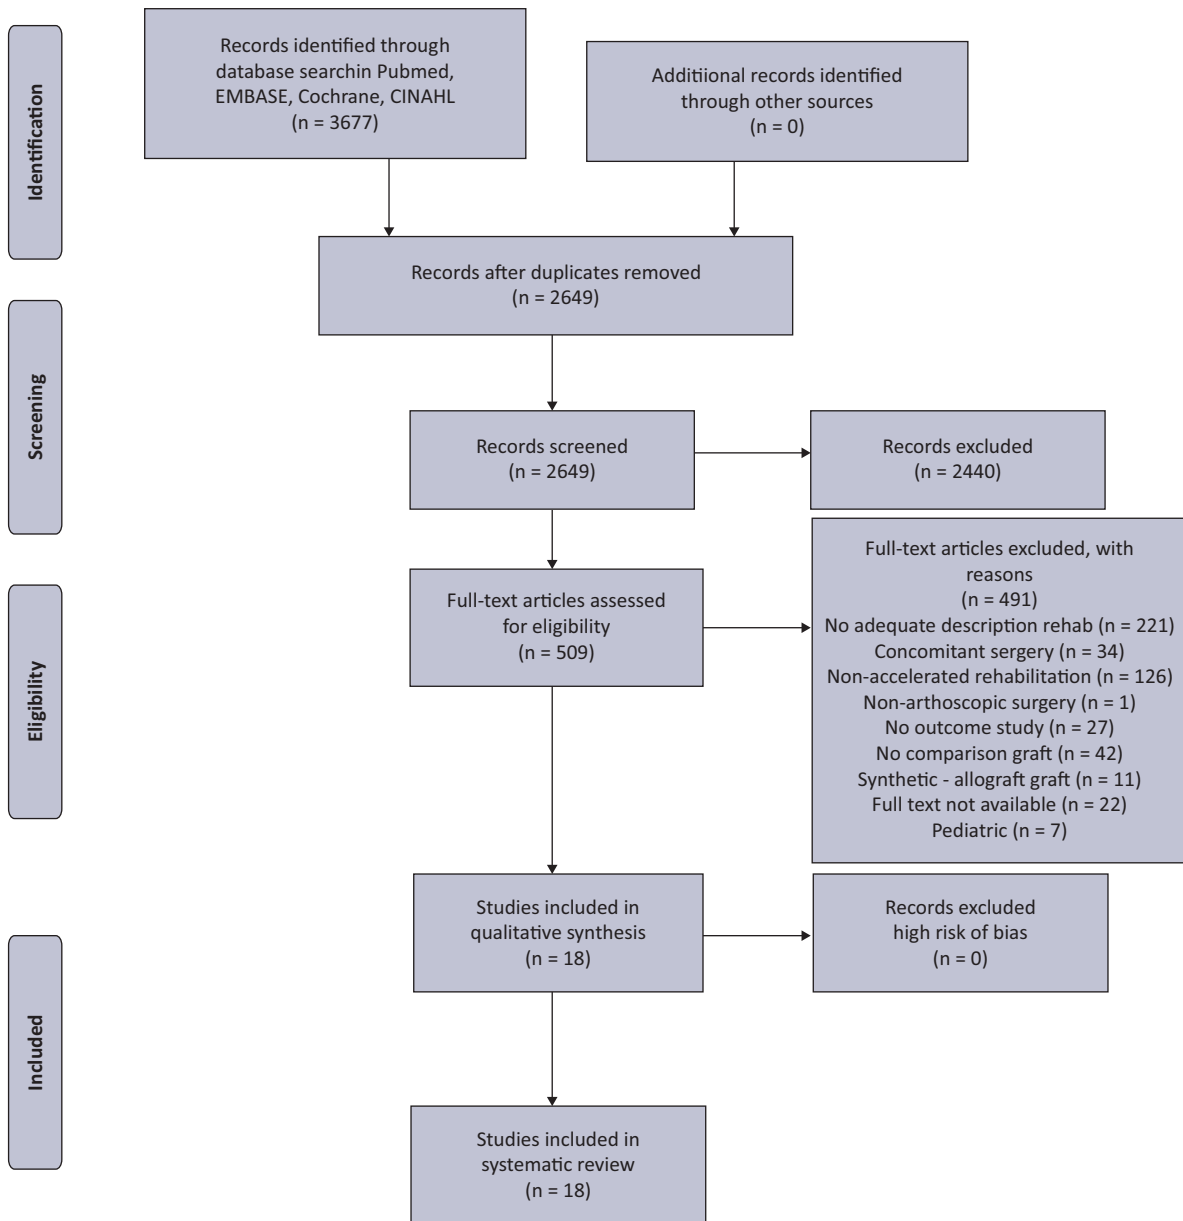 Identification
Records identified through
database searchin Pubmed,
EMBASE, Cochrane, CINAHL
(n = 3677)
Additiional records identified
through other sources
(n = 0)
Records after duplicates removed
(n = 2649)
Screening
Records screened
(n = 2649)
Records excluded
(n = 2440)
Eligibility
Full-text articles assessed
for eligibility
(n = 509)
Full-text articles excluded, with
reasons
(n = 491)
No adequate description rehab (n = 221)
Concomitant sergery (n = 34)
Non-accelerated rehabilitation (n = 126)
Non-arthoscopic surgery (n = 1)
No outcome study (n = 27)
No comparison graft (n = 42)
Synthetic - allograft graft (n = 11)
Full text not available (n = 22)
Pediatric (n = 7)
Included
Studies included in
qualitative synthesis
(n = 18)
Records excluded
high risk of bias
(n = 0)
Studies included in
systematic review
(n = 18)